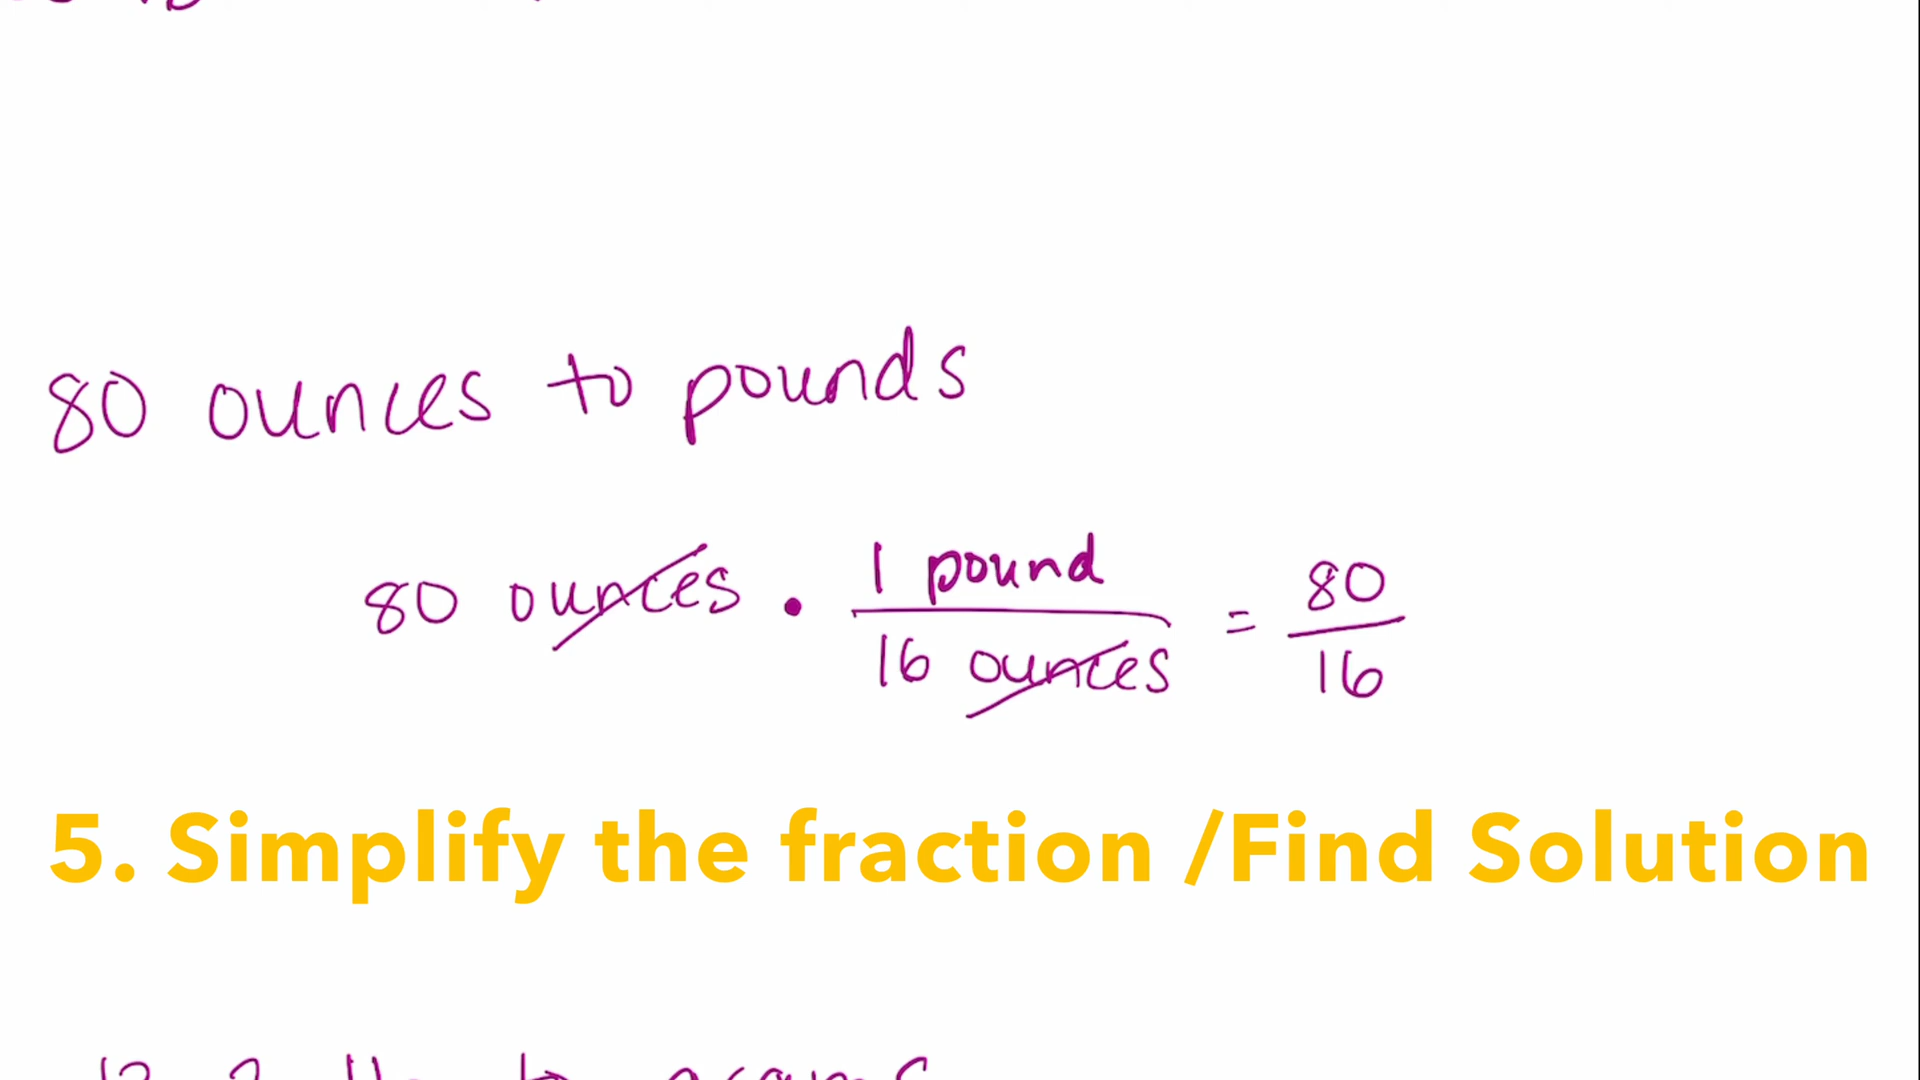 80 ounces to pounds
80 ounces • 1 pound / 16 ounces = 80 / 16
5. Simplify the fraction /Find Solution